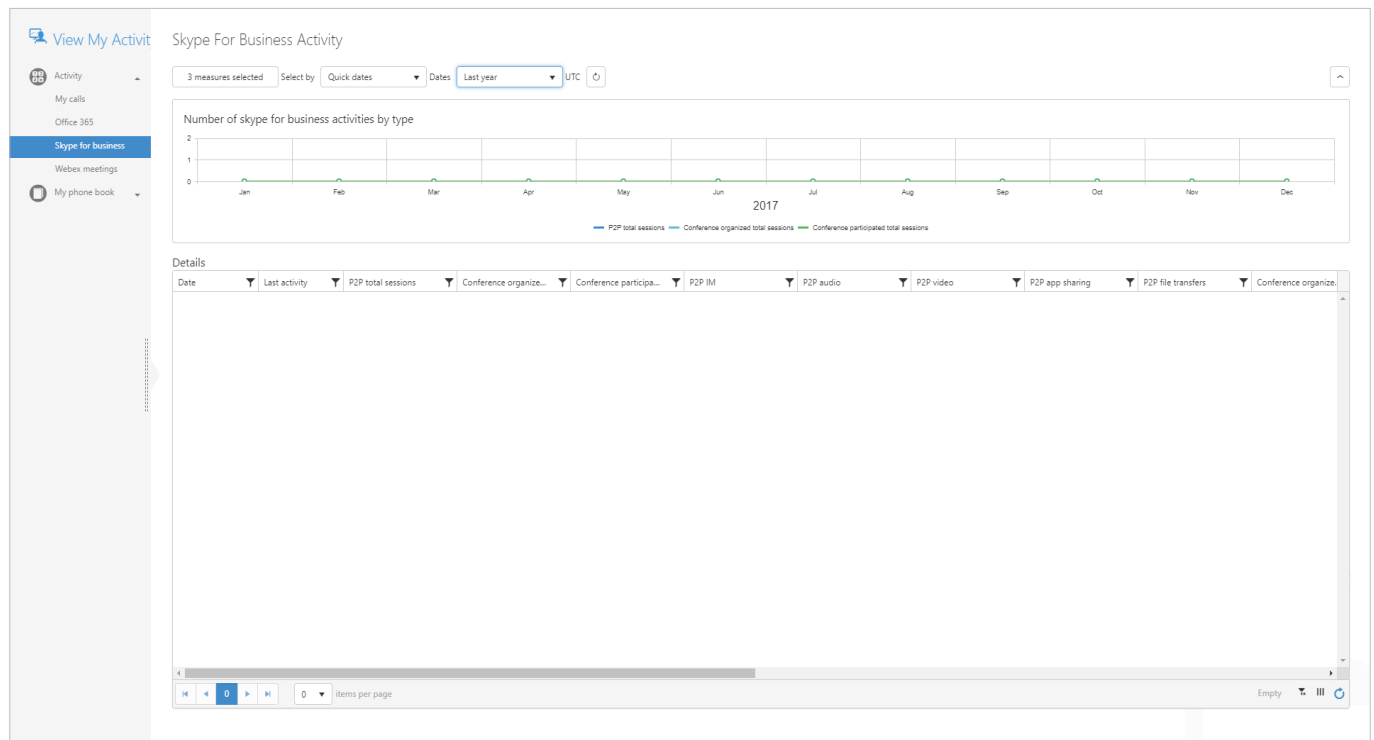 View My Activit
Skype For Business Activity
Activity
My calls
Office 365
Skype for business
Webex meetings
My phone book
3 measures selected Select by Quick dates Dates Last year UTC
Number of skype for business activities by type
2
1
0
Jan Feb Mar Apr May Jun Jul Aug Sep Oct Nov Dec
2017
P2P total sessions Conference organized total sessions Conference participated total sessions
Details
Date Last activity P2P total sessions Conference organize... Conference participa... P2P IM P2P audio P2P video P2P app sharing P2P file transfers Conference organize.
0 0 items per page Empty